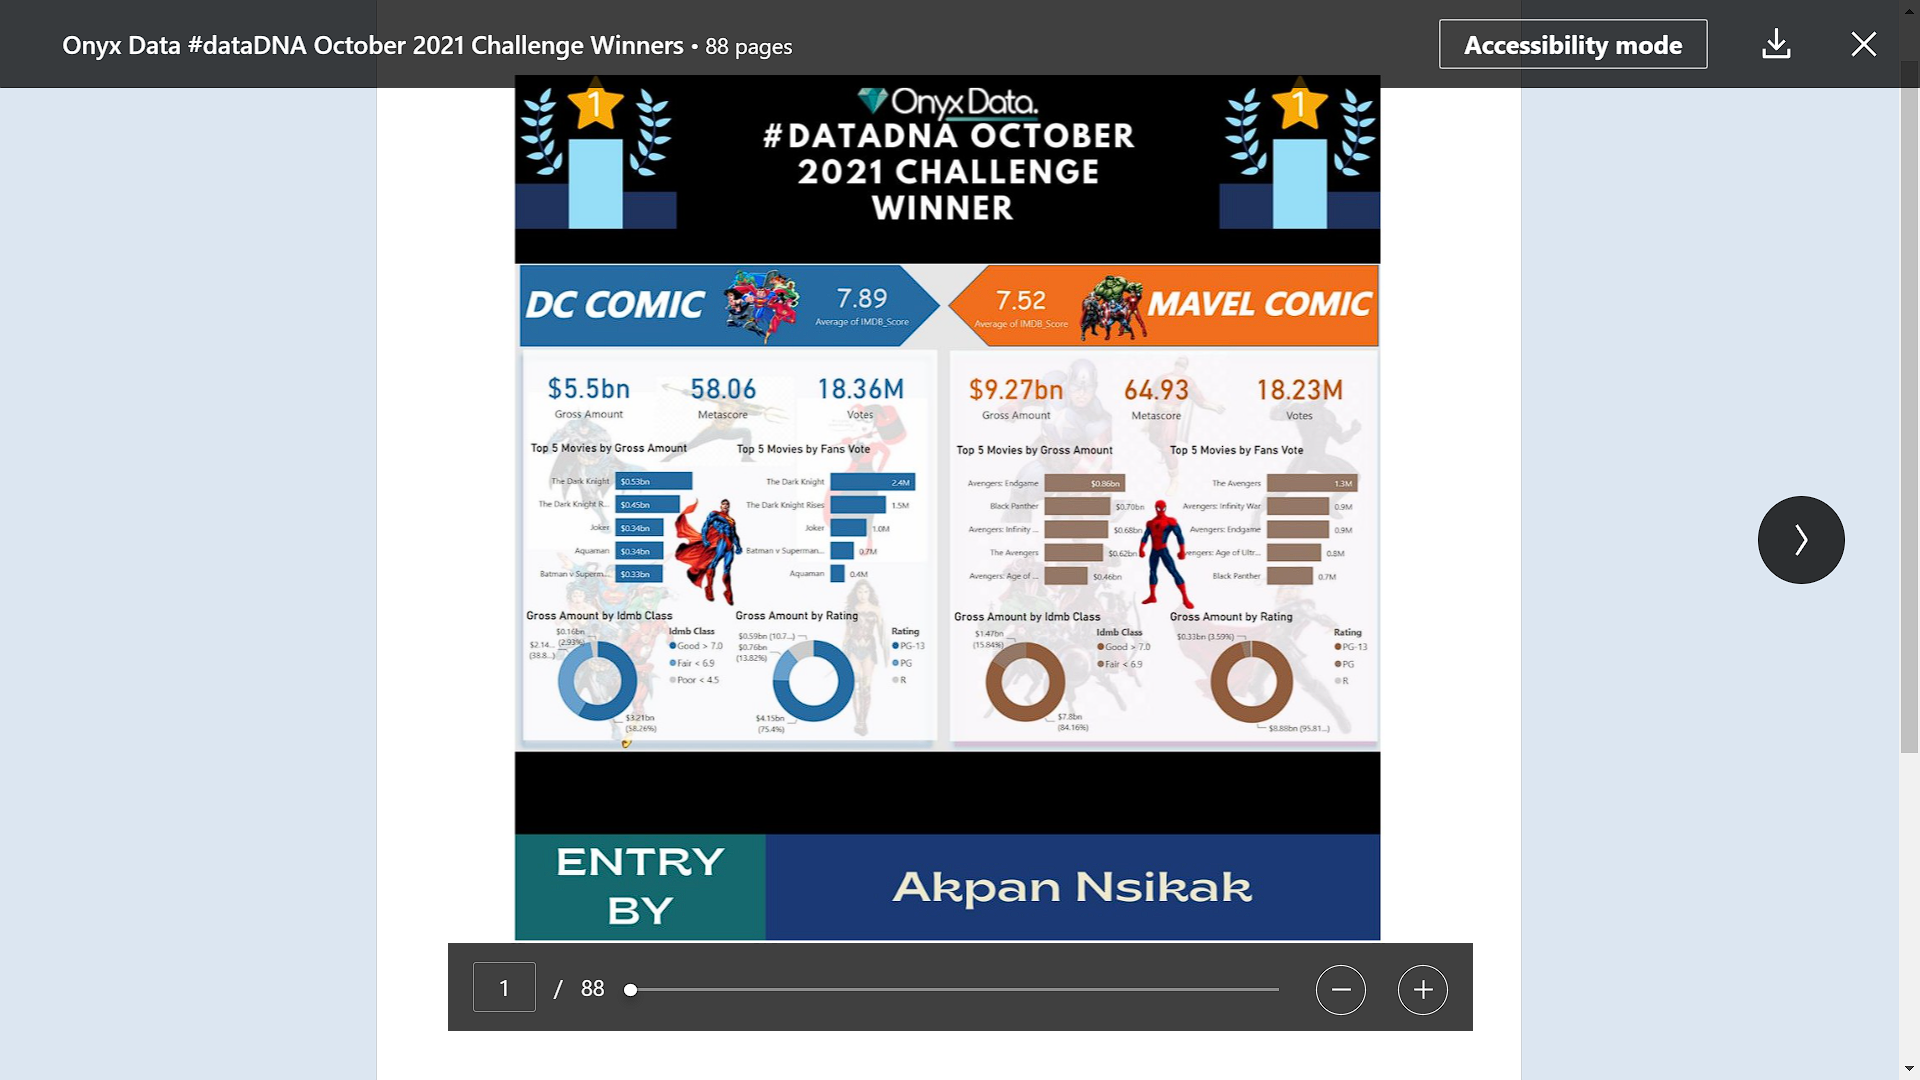 Onyx Data #dataDNA October 2021 Challenge Winners • 88 pages
Accessibility mode
1
1
Onyx Data.
#DATADNA OCTOBER
2021 CHALLENGE
WINNER
DC COMIC
7.89
Average of IMDB_Score
7.52
Average of IMDB_Score
MAVEL COMIC
$5.5bn
Gross Amount
58.06
Metascore
18.36M
Votes
Top 5 Movies by Gross Amount
The Dark Knight $0.53bn
The Dark Knight R... $0.45bn
Joker $0.34bn
Aquaman $0.34bn
Batman v Superm... $0.33bn
Top 5 Movies by Fans Vote
The Dark Knight 2.4M
The Dark Knight Rises 1.5M
Joker 1.0M
Batman v Superman... 0.7M
Aquaman 0.4M
Gross Amount by Idmb Class
$0.16bn
(2.93%)
$2.14...
(38.8...)
$3.21bn
(58.26%)
Idmb Class
Good > 7.0
Fair < 6.9
Poor < 4.5
Gross Amount by Rating
$0.59bn (10.7...)
$0.76bn
(13.82%)
$4.15bn
(75.4%)
Rating
PG-13
PG
R
$9.27bn
Gross Amount
64.93
Metascore
18.23M
Votes
Top 5 Movies by Gross Amount
Avengers: Endgame $0.86bn
Black Panther $0.70bn
Avengers: Infinity ... $0.68bn
The Avengers $0.62bn
Avengers: Age of ... $0.46bn
Top 5 Movies by Fans Vote
The Avengers 1.3M
Avengers: Infinity War 0.9M
Avengers: Endgame 0.9M
vengers: Age of Ultr... 0.8M
Black Panther 0.7M
Gross Amount by Idmb Class
$1.47bn
(15.84%)
$7.8bn
(84.16%)
Idmb Class
Good > 7.0
Fair < 6.9
Gross Amount by Rating
$0.33bn (3.59%)
$8.88bn (95.81...)
Rating
PG-13
PG
R
ENTRY
BY
Akpan Nsikak
1 / 88